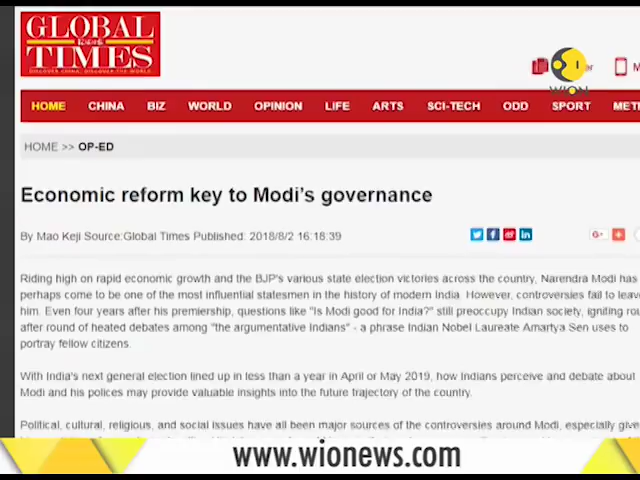 GLOBAL
TIMES
DISCOVER CHINA, DISCOVER THE WORLD
WION
HOME CHINA BIZ WORLD OPINION LIFE ARTS SCI-TECH ODD SPORT MET
HOME >> OP-ED
Economic reform key to Modi's governance
By Mao Keji Source:Global Times Published: 2018/8/2 16:18:39
Riding high on rapid economic growth and the BJP's various state election victories across the country, Narendra Modi has
perhaps come to be one of the most influential statesmen in the history of modern India However, controversies fail to leave
him. Even four years after his premiership, questions like "Is Modi good for India?" still preoccupy Indian society, igniting rou
after round of heated debates among "the argumentative Indians" - a phrase Indian Nobel Laureate Amartya Sen uses to
portray fellow citizens.
With India's next general election lined up in less than a year in April or May 2019, how Indians perceive and debate about
Modi and his polices may provide valuable insights into the future trajectory of the country.
Political, cultural, religious, and social issues have all been major sources of the controversies around Modi, especially give
www.wionews.com